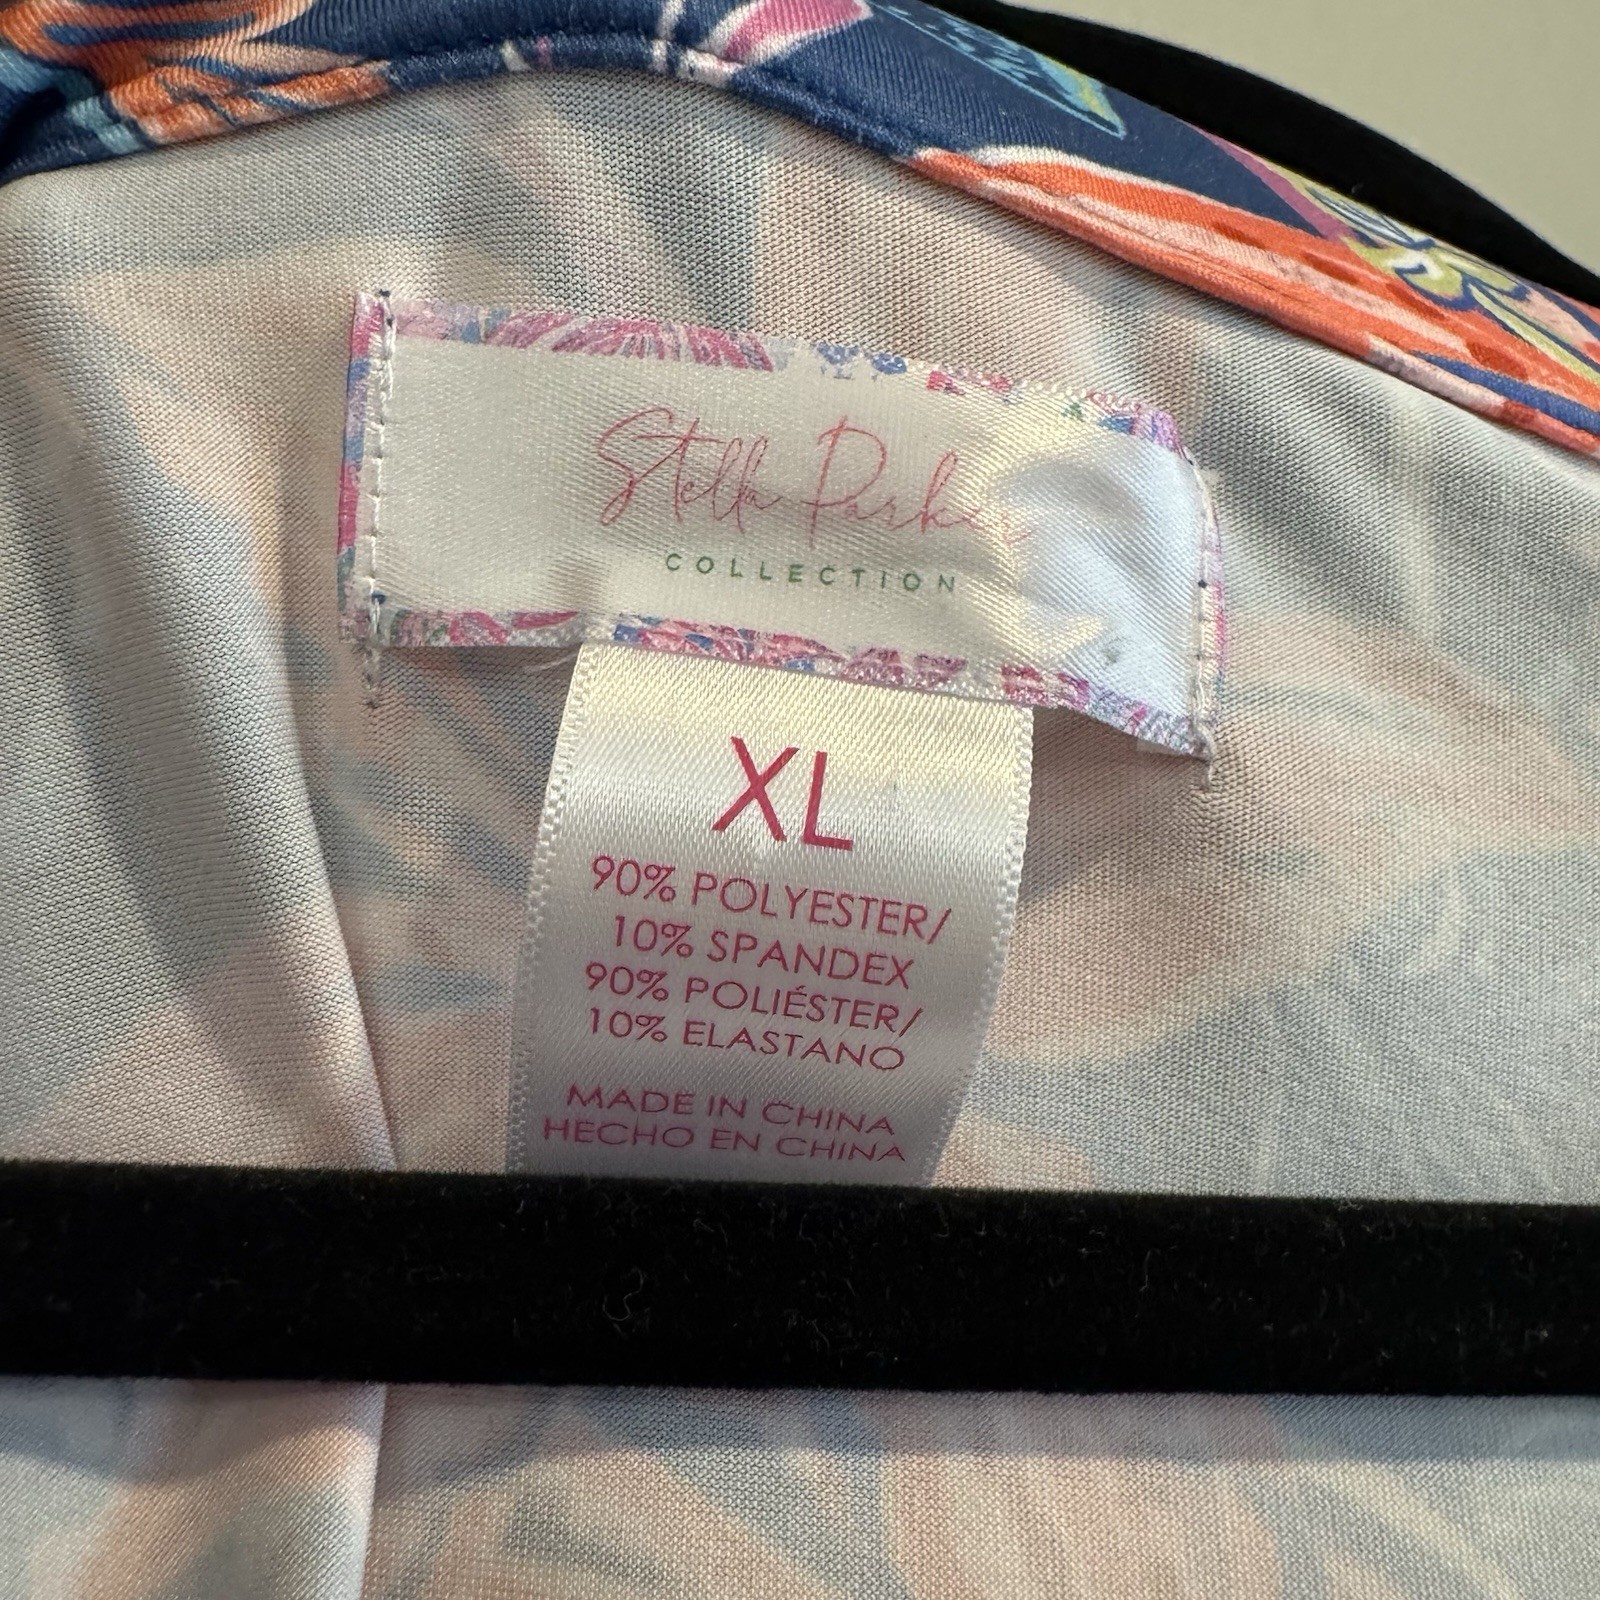 Stella Parker
COLLECTION
XL
90% POLYESTER/
10% SPANDEX
90% POLIÉSTER/
10% ELASTANO
MADE IN CHINA
HECHO EN CHINA